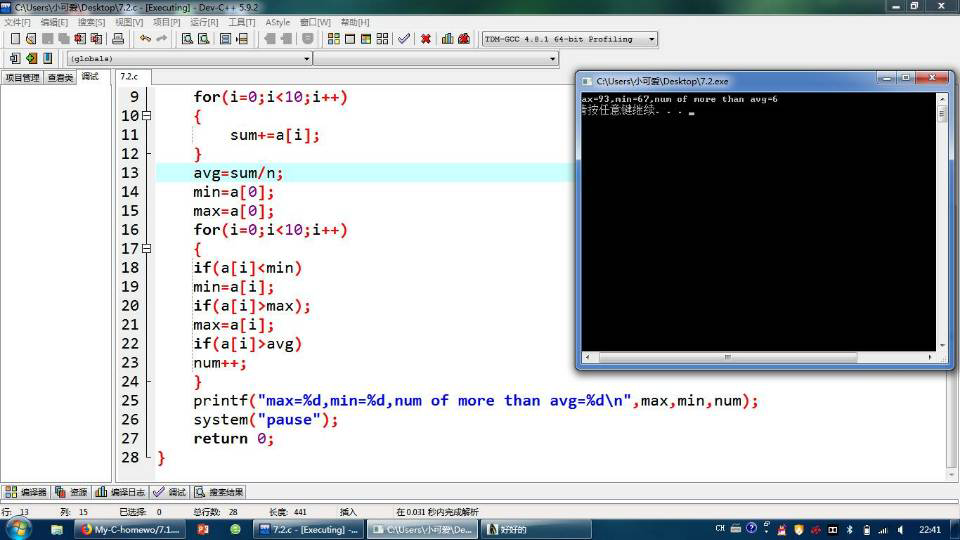 C:\Users\小可爱\Desktop\7.2.c - [Executing] - Dev-C++ 5.9.2
文件[F] 编辑[E] 搜索[S] 视图[V] 项目[P] 运行[R] 工具[T] AStyle 窗口[W] 帮助[H]
TDM-GCC 4.8.1 64-bit Profiling
(globals)
项目管理 查看类 调试 7.2.c
C:\Users\小可爱\Desktop\7.2.exe
ax=93,min=67,num of more than avg=6
按任意键继续. . .
9 for(i=0;i<10;i++)
10 {
11 sum+=a[i];
12 }
13 avg=sum/n;
14 min=a[0];
15 max=a[0];
16 for(i=0;i<10;i++)
17 {
18 if(a[i]<min)
19 min=a[i];
20 if(a[i]>max);
21 max=a[i];
22 if(a[i]>avg)
23 num++;
24 }
25 printf("max=%d,min=%d,num of more than avg=%d\n",max,min,num);
26 system("pause");
27 return 0;
28 }
编译器 资源 编译日志 调试 搜索结果
行: 13 列: 15 已选择: 0 总行数: 28 长度: 441 插入 在 0.031 秒内完成解析
My-C-homewo/7.1... 7.2.c - [Executing] -... C:\Users\小可爱\De... 好好的 CH 22:41